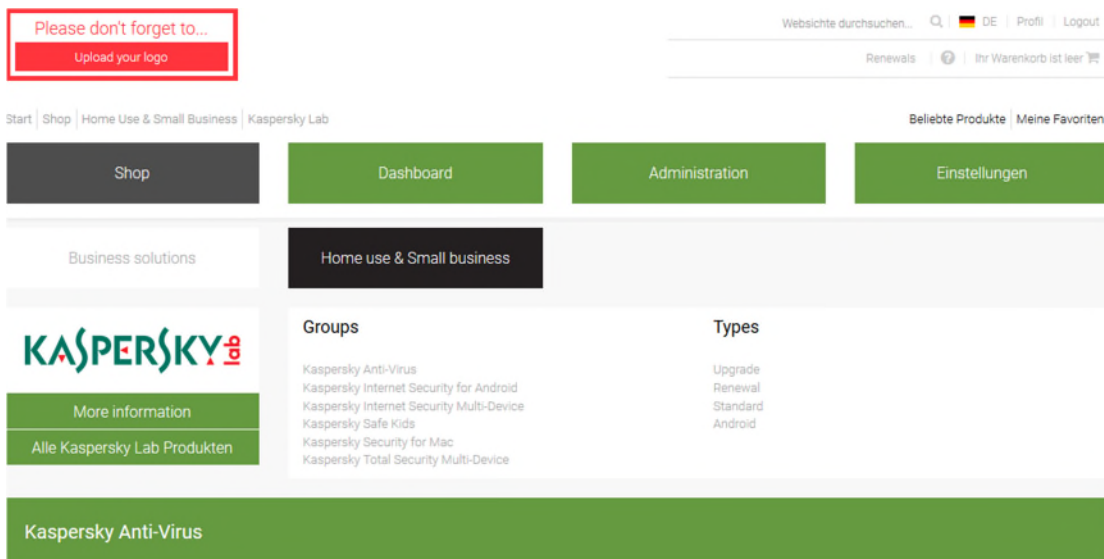 Please don't forget to...
Upload your logo
Websichte durchsuchen... DE Profil Logout
Renewals ? Ihr Warenkorb ist leer
Start Shop Home Use & Small Business Kaspersky Lab
Beliebte Produkte Meine Favoriten
Shop
Dashboard
Administration
Einstellungen
Business solutions
Home use & Small business
KASPERSKY lab
More information
Alle Kaspersky Lab Produkten
Groups
Kaspersky Anti-Virus
Kaspersky Internet Security for Android
Kaspersky Internet Security Multi-Device
Kaspersky Safe Kids
Kaspersky Security for Mac
Kaspersky Total Security Multi-Device
Types
Upgrade
Renewal
Standard
Android
Kaspersky Anti-Virus